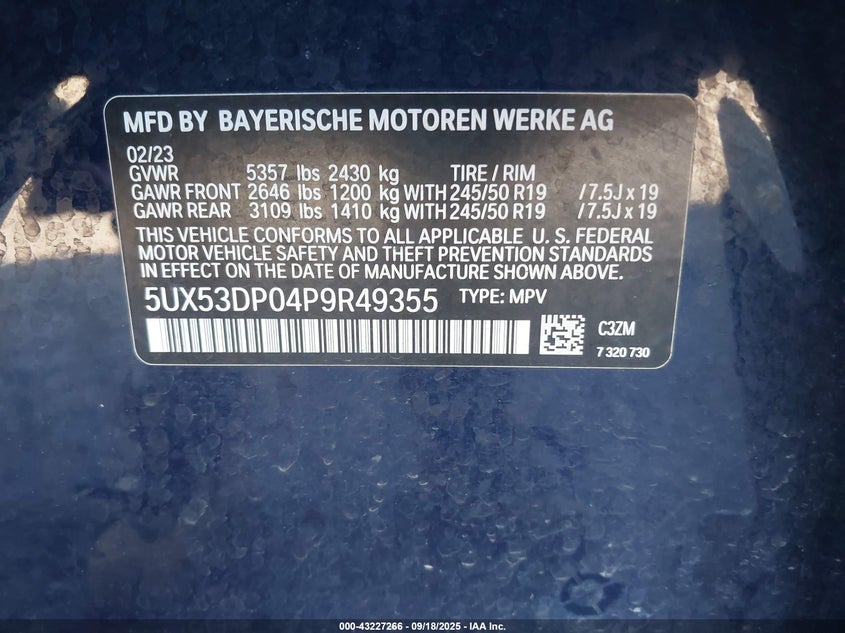 MFD BY BAYERISCHE MOTOREN WERKE AG
02/23
GVWR 5357 lbs 2430 kg TIRE / RIM
GAWR FRONT 2646 lbs 1200 kg WITH 245/50 R19 / 7.5J x 19
GAWR REAR 3109 lbs 1410 kg WITH 245/50 R19 / 7.5J x 19
THIS VEHICLE CONFORMS TO ALL APPLICABLE U. S. FEDERAL
MOTOR VEHICLE SAFETY AND THEFT PREVENTION STANDARDS
IN EFFECT ON THE DATE OF MANUFACTURE SHOWN ABOVE.
5UX53DP04P9R49355 TYPE: MPV
C3ZM
7 320 730
000-43227266 - 09/18/2025 - IAA Inc.